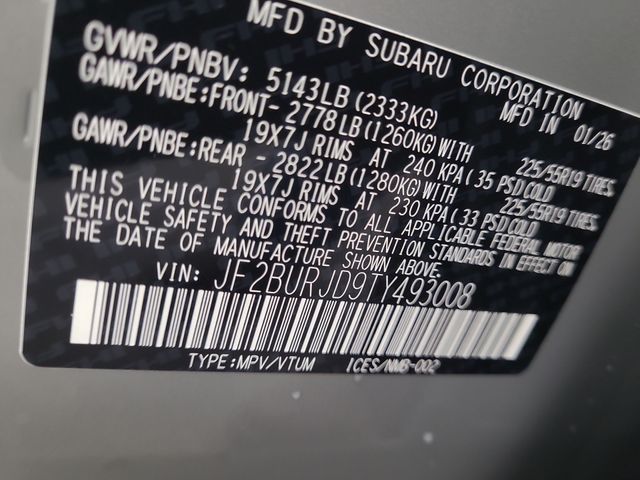 MFD BY SUBARU CORPORATION
GVWR/PNBV: 5143LB(2333KG) MFD IN 01/26
GAWR/PNBE:FRONT- 2778LB(1260KG)WITH 225/55R19 TIRES.
19X7J RIMS AT 240 KPA(35 PSI)COLD
GAWR/PNBE:REAR - 2822LB(1280KG)WITH 225/55R19 TIRES.
19X7J RIMS AT 230 KPA(33 PSI)COLD
THIS VEHICLE CONFORMS TO ALL APPLICABLE FEDERAL MOTOR
VEHICLE SAFETY AND THEFT PREVENTION STANDARDS IN EFFECT ON
THE DATE OF MANUFACTURE SHOWN ABOVE.
VIN: JF2BURJD9TY493008
TYPE:MPV/VTUM ICES/NMB-002